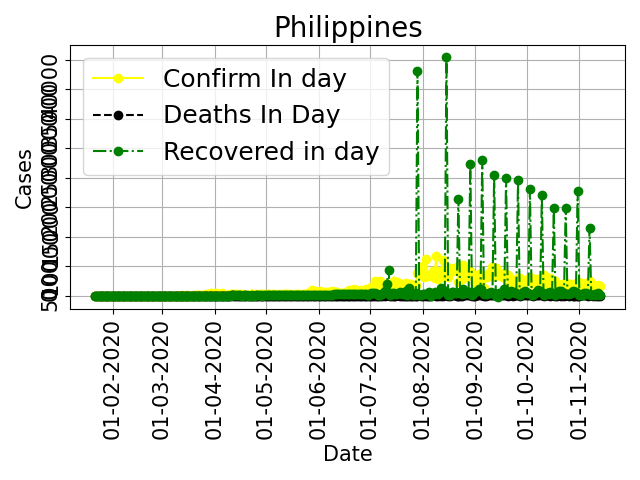 Philippines
Confirm In day
Deaths In Day
Recovered in day
Cases
01-02-2020
01-03-2020
01-04-2020
01-05-2020
01-06-2020
01-07-2020
01-08-2020
01-09-2020
01-10-2020
01-11-2020
Date